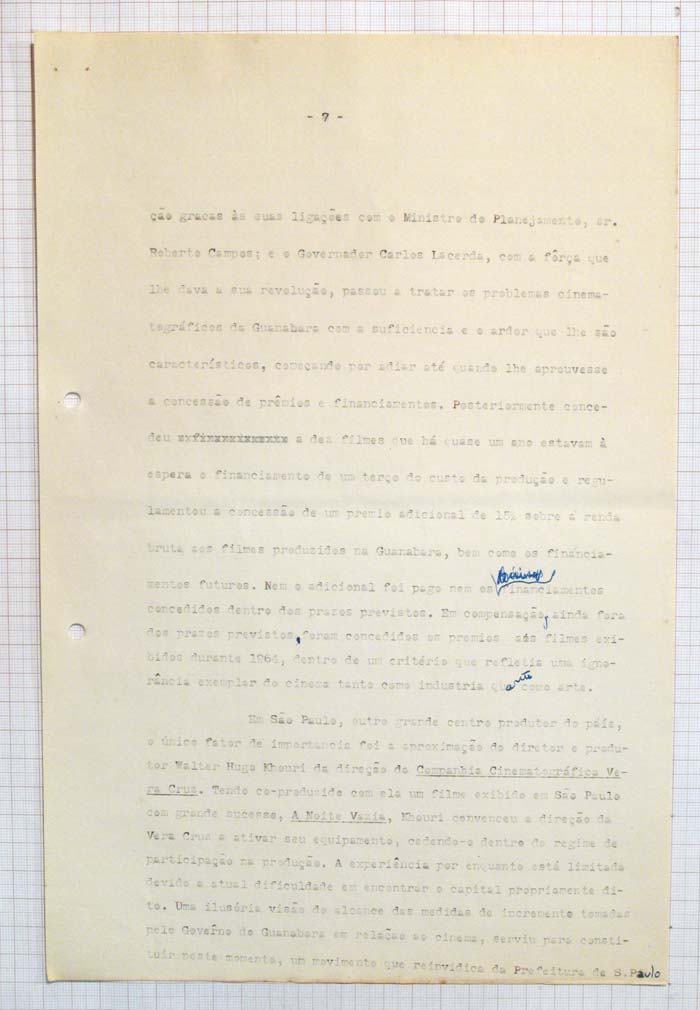 - 7 -
ção graças às suas ligações com o Ministro do Planejamento, sr.
Roberto Campos; e o Governador Carlos Lacerda, com a fôrça que
lhe dava a sua revolução, passou a tratar os problemas cinema-
tográficos da Guanabara com a suficiencia e o ardor que lhe são
característicos, começando por adiar até quando lhe aprouvesse
a concessão de prêmios e financiamentos. Posteriormente conce-
deu a dez filmes que há quase um ano estavam à
espera o financiamento de um terço do custo da produção e regu-
lamentou a concessão de um premio adicional de 15% sobre a renda
bruta aos filmes produzidos na Guanabara, bem como os financia-
mentos futuros. Nem o adicional foi pago nem os financiamentos
concedidos dentro dos prazos previstos. Em compensação, ainda fora
dos prazos previstos, foram concedidos os premios aos filmes exi-
bidos durante 1964, dentro de um critério que refletia uma igno-
rância exemplar do cinema tanto como industria quanto como arte.
Em São Paulo, outro grande centro produtor do páis,
o único fator de importancia foi a aproximação do diretor e produ-
tor Walter Hugo Khouri da direção da Companhia Cinematográfica Ve-
ra Cruz. Tendo co-produzido com ela um filme exibido em São Paulo
com grande sucesso, A Noite Vazia, Khouri convenceu a direção da
Vera Cruz a ativar seu equipamento, cedendo-o dentro do regime de
participação na produção. A experiência por enquanto está limitada
devido a atual dificuldade em encontrar o capital propriamente di-
to. Uma ilusória visão do alcance das medidas de incremento tomadas
pelo Govêrno de Guanabara em relação ao cinema, serviu para consti-
tuir neste momento, um movimento que reinvidica da Prefeitura de S.Paulo